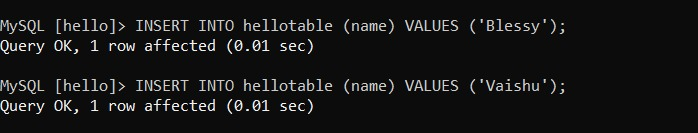 MySQL [hello]> INSERT INTO hellotable (name) VALUES ('Blessy');
Query OK, 1 row affected (0.01 sec)
MySQL [hello]> INSERT INTO hellotable (name) VALUES ('Vaishu');
Query OK, 1 row affected (0.01 sec)